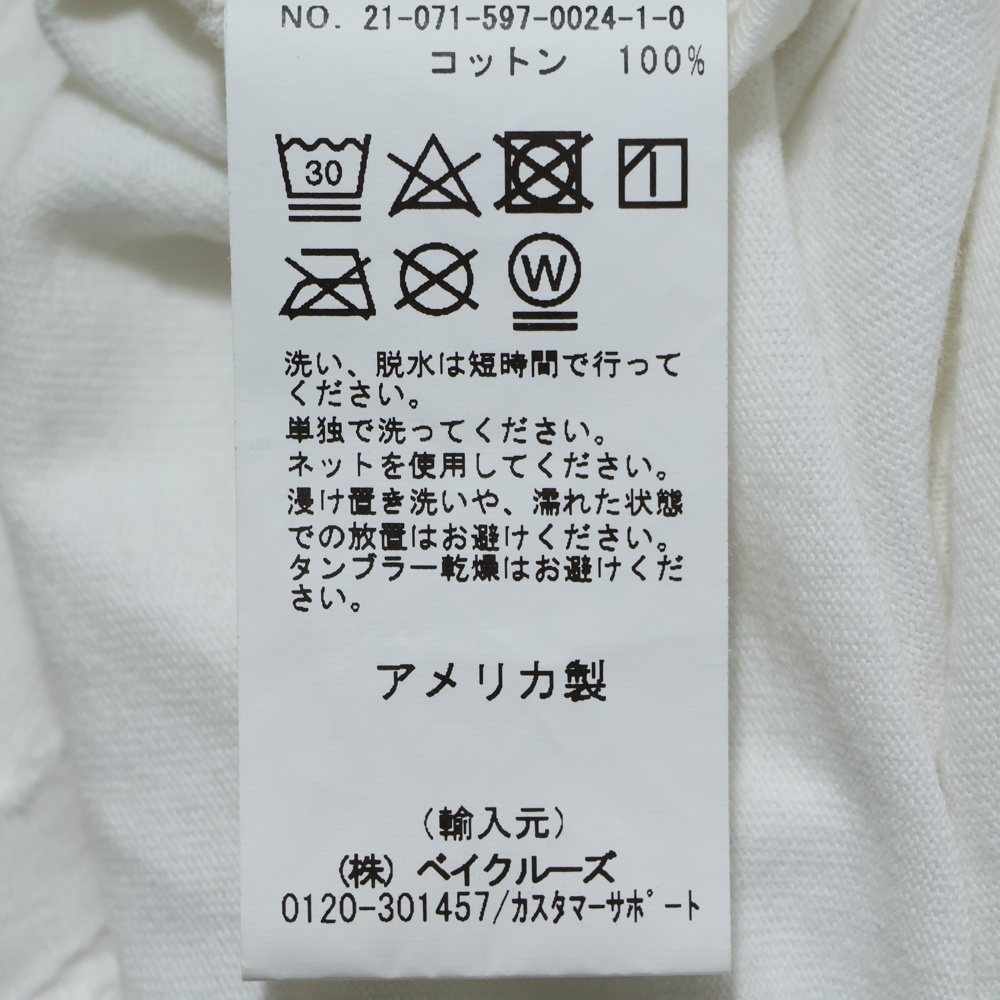 NO. 21-071-597-0024-1-0
コットン 100%
30
W
洗い、脱水は短時間で行って
ください。
単独で洗ってください。
ネットを使用してください。
浸け置き洗いや、濡れた状態
での放置はお避けください。
タンブラー乾燥はお避けくだ
さい。
アメリカ製
(輸入元)
(株) ベイクルーズ
0120-301457/ｶｽﾀﾏｰｻﾎﾟｰﾄ